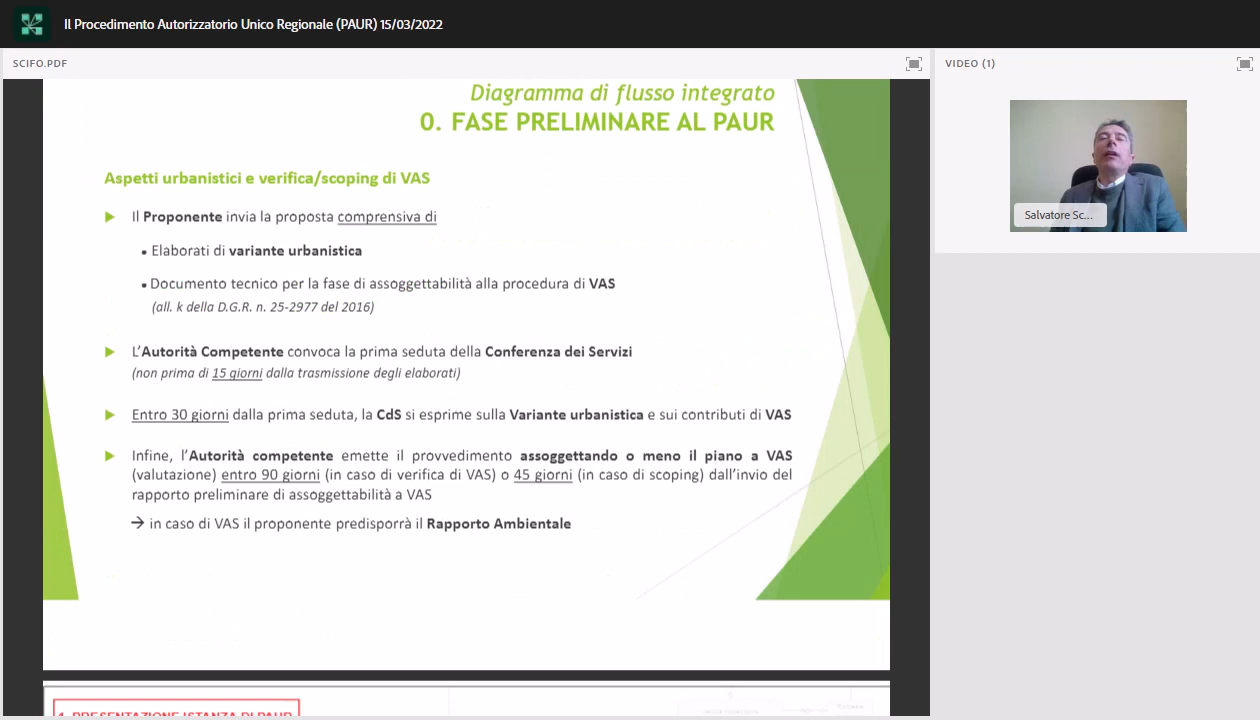 Il Procedimento Autorizzatorio Unico Regionale (PAUR) 15/03/2022
SCIFO.PDF
VIDEO (1)
Diagramma di flusso integrato
0. FASE PRELIMINARE AL PAUR
Aspetti urbanistici e verifica/scoping di VAS
Il Proponente invia la proposta comprensiva di
▪ Elaborati di variante urbanistica
▪ Documento tecnico per la fase di assoggettabilità alla procedura di VAS
(all. k della D.G.R. n. 25-2977 del 2016)
L'Autorità Competente convoca la prima seduta della Conferenza dei Servizi
(non prima di 15 giorni dalla trasmissione degli elaborati)
Entro 30 giorni dalla prima seduta, la CdS si esprime sulla Variante urbanistica e sui contributi di VAS
Infine, l'Autorità competente emette il provvedimento assoggettando o meno il piano a VAS
(valutazione) entro 90 giorni (in caso di verifica di VAS) o 45 giorni (in caso di scoping) dall'invio del
rapporto preliminare di assoggettabilità a VAS
→ in caso di VAS il proponente predisporrà il Rapporto Ambientale
Salvatore Sc...
1. PRESENTAZIONE ISTANZA DI PAUR